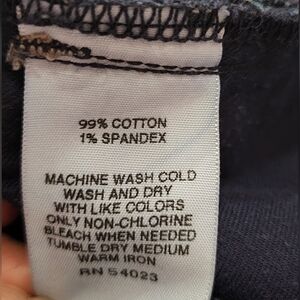 99% COTTON
1% SPANDEX
MACHINE WASH COLD
WASH AND DRY
WITH LIKE COLORS
ONLY NON-CHLORINE
BLEACH WHEN NEEDED
TUMBLE DRY MEDIUM
WARM IRON
RN 54023